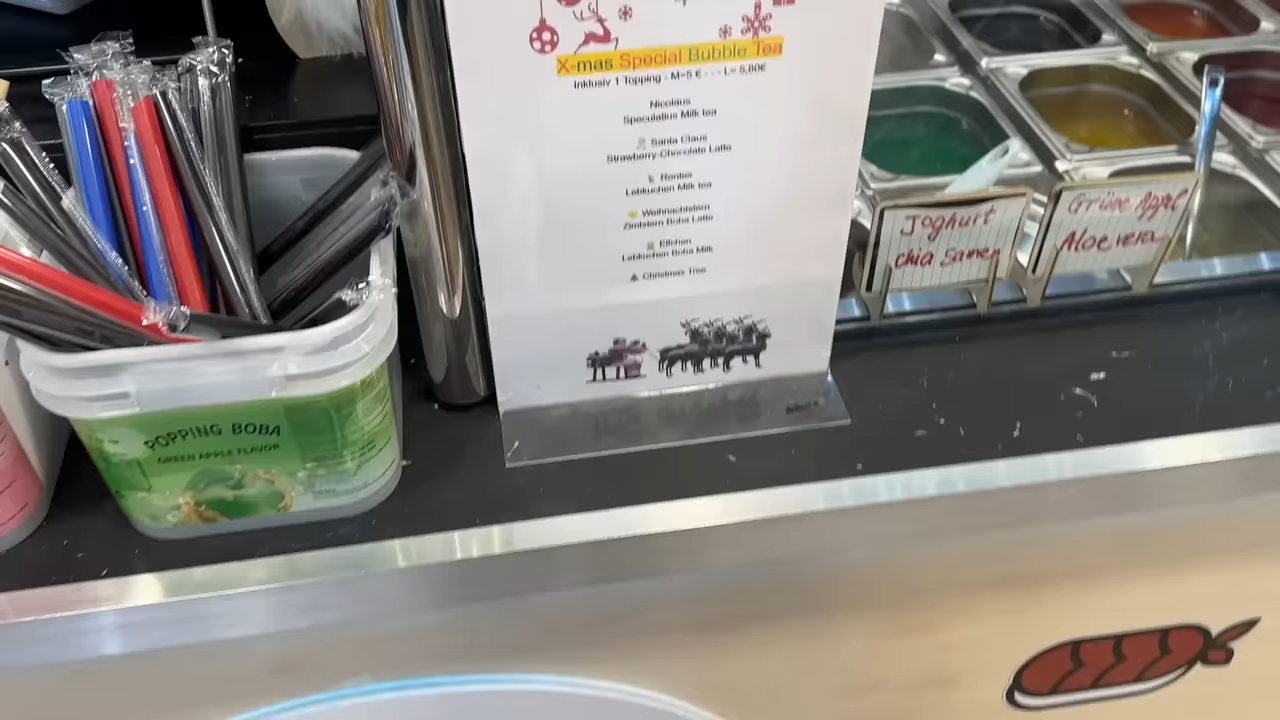 X-mas Special Bubble Tea
Inklusiv 1 Topping - M=5 € - - - L= 5,80€
Nicolaus
Speculatius Milk tea
Santa Claus
Strawberry-Chocolate Latte
Rentier
Lebkuchen Milk tea
Weihnachtstern
Zimtstern Boba Latte
Elfchen
Lebkuchen Boba Milk
Christmas Tree
Joghurt
chia Samen
Grüne Apfel
Aloe vera
POPPING BOBA
GREEN APPLE FLAVOR